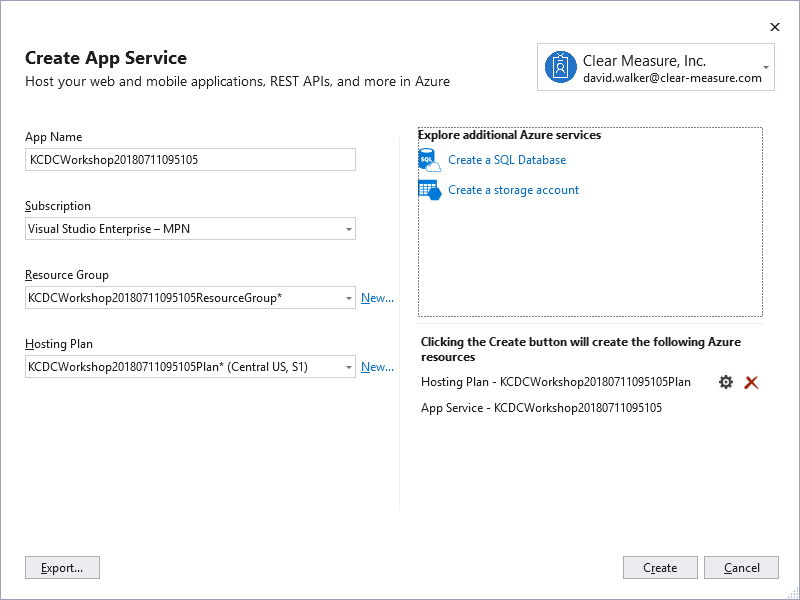 Create App Service
Host your web and mobile applications, REST APIs, and more in Azure
Clear Measure, Inc.
david.walker@clear-measure.com
App Name
KCDCWorkshop20180711095105
Subscription
Visual Studio Enterprise – MPN
Resource Group
KCDCWorkshop20180711095105ResourceGroup*
New...
Hosting Plan
KCDCWorkshop20180711095105Plan* (Central US, S1)
New...
Explore additional Azure services
SQL
Create a SQL Database
Create a storage account
Clicking the Create button will create the following Azure
resources
Hosting Plan - KCDCWorkshop20180711095105Plan
App Service - KCDCWorkshop20180711095105
Export...
Create
Cancel